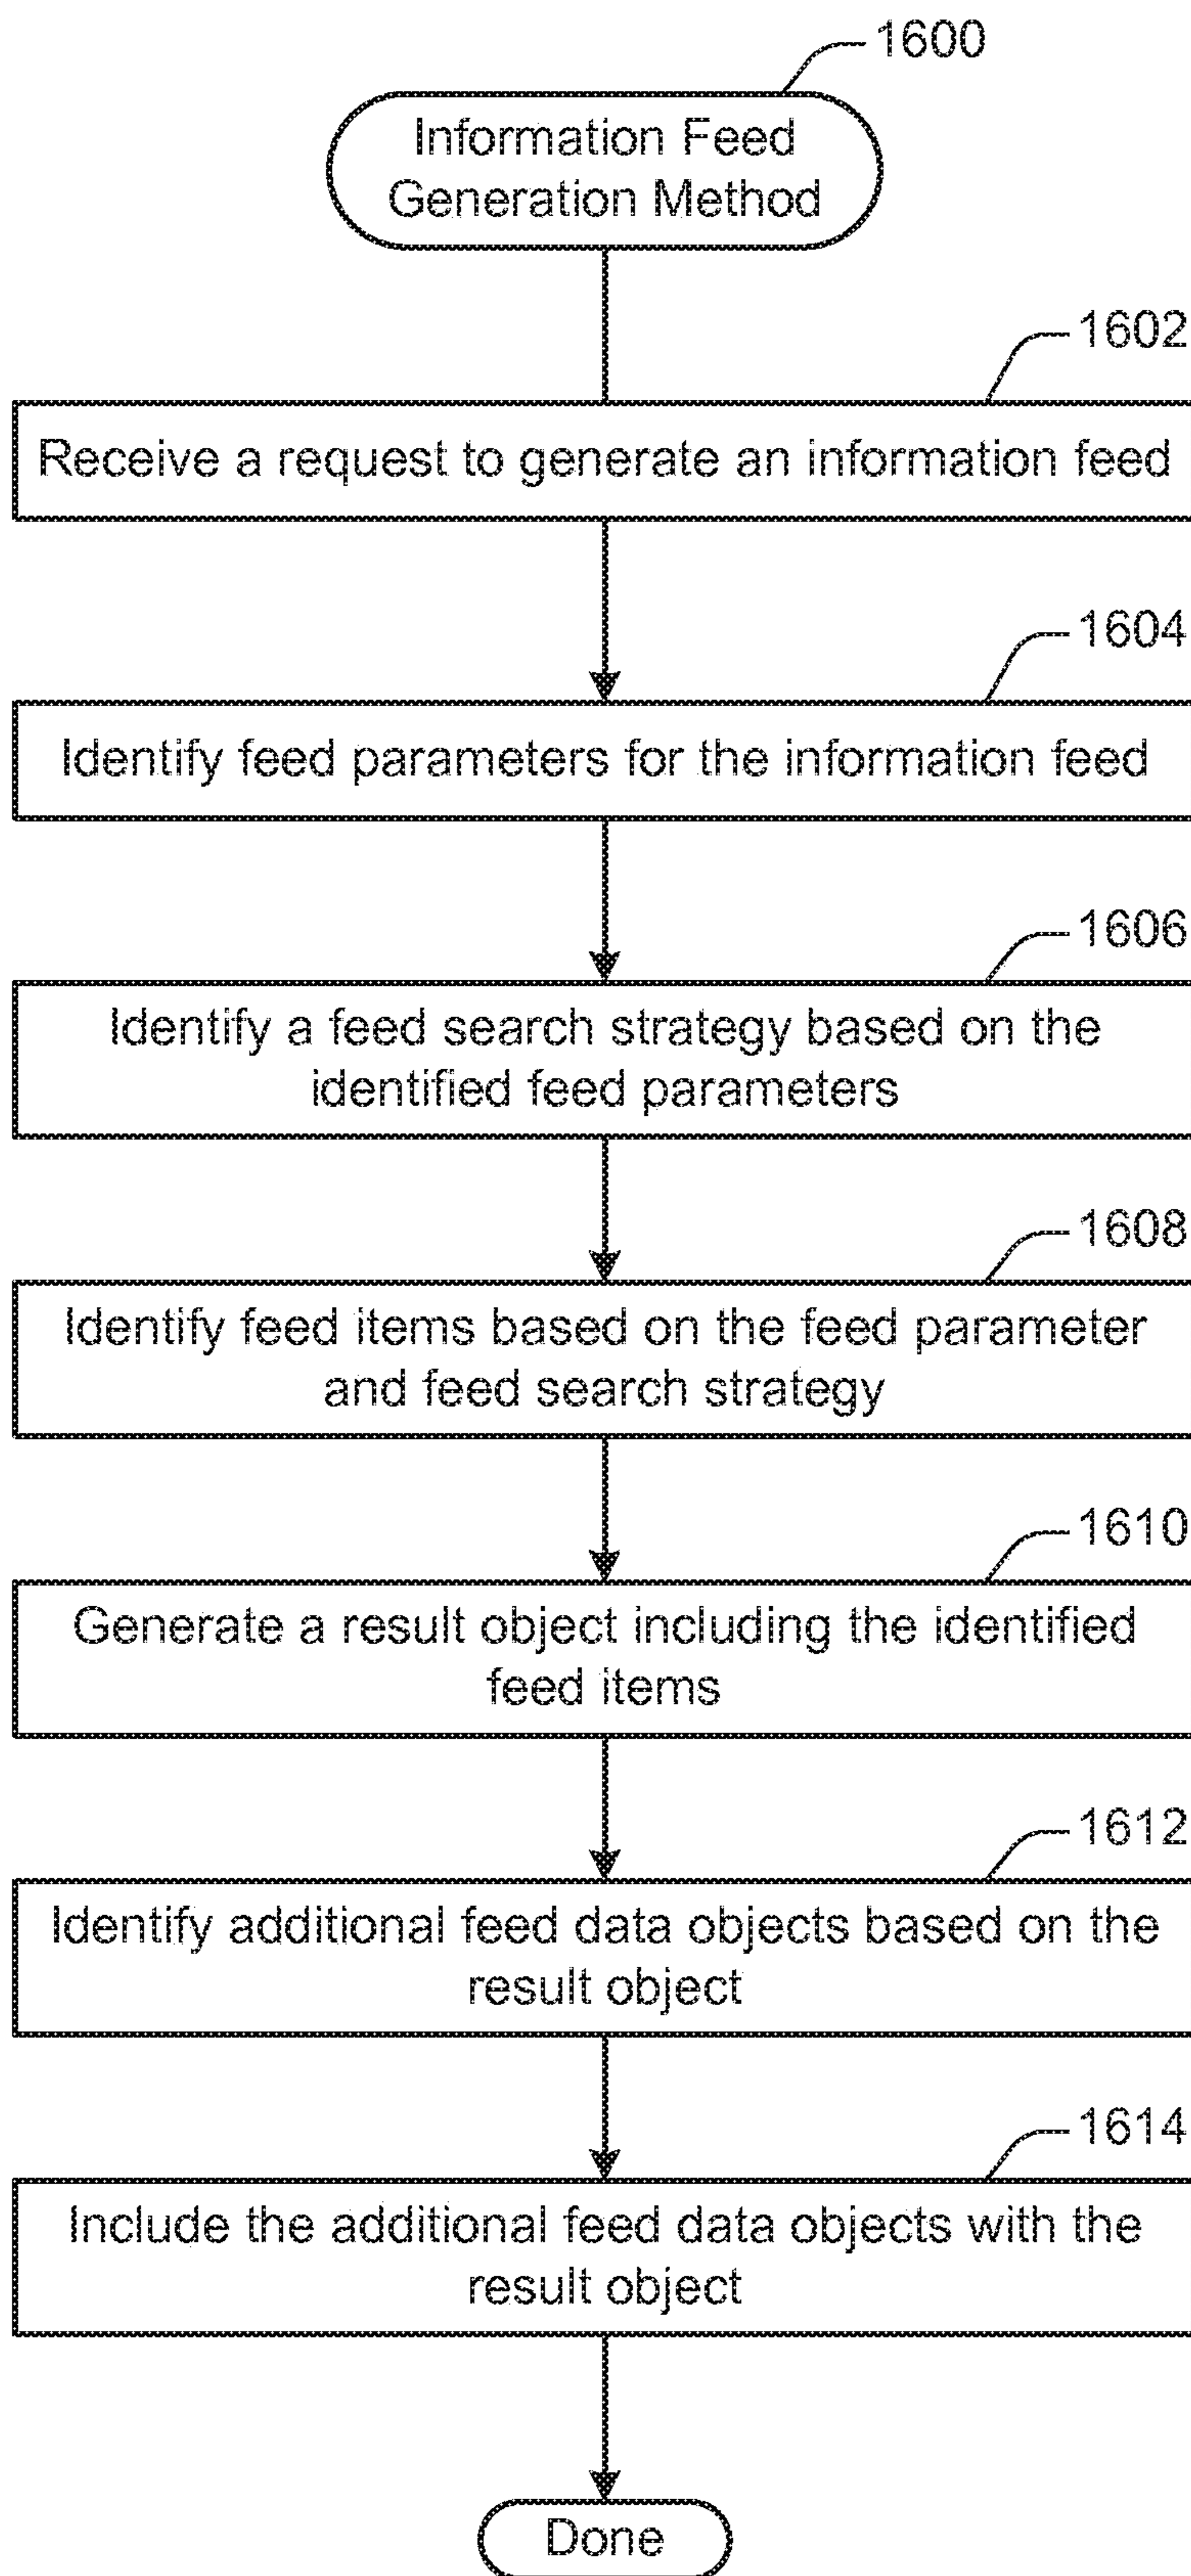 1600
Information Feed
Generation Method
1602
Receive a request to generate an information feed
1604
Identify feed parameters for the information feed
1606
Identify a feed search strategy based on the
identified feed parameters
1608
Identify feed items based on the feed parameter
and feed search strategy
1610
Generate a result object including the identified
feed items
1612
Identify additional feed data objects based on the
result object
1614
Include the additional feed data objects with the
result object
Done